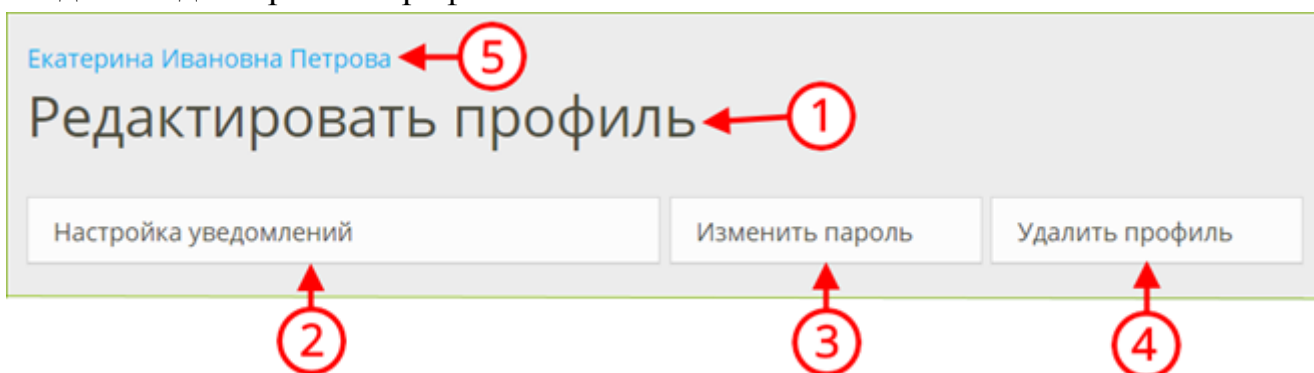 Екатерина Ивановна Петрова 5
Редактировать профиль 1
Настройка уведомлений Изменить пароль Удалить профиль
2 3 4